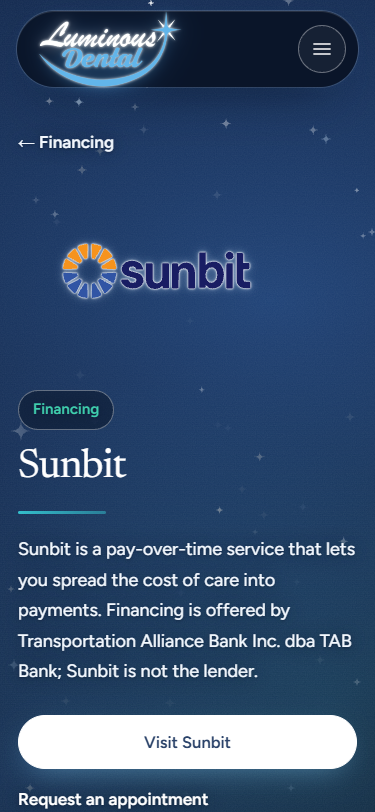 Luminous
Dental
← Financing
sunbit
Financing
Sunbit
Sunbit is a pay-over-time service that lets
you spread the cost of care into
payments. Financing is offered by
Transportation Alliance Bank Inc. dba TAB
Bank; Sunbit is not the lender.
Visit Sunbit
Request an appointment